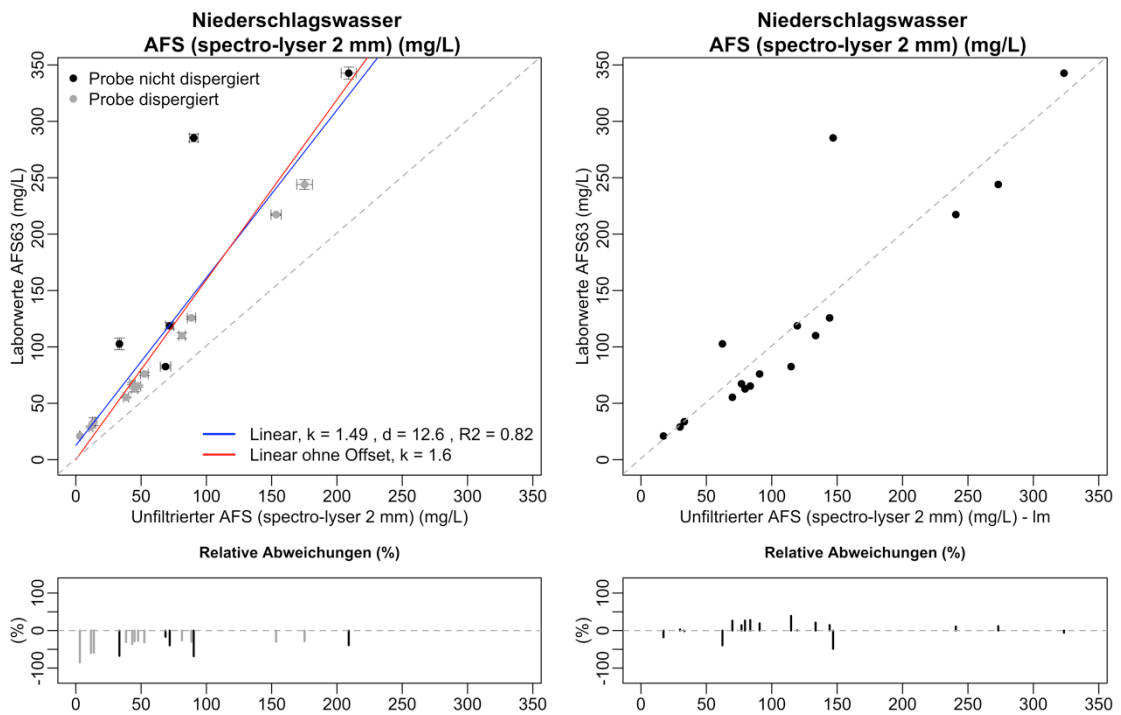 Niederschlagswasser
AFS (spectro-lyser 2 mm) (mg/L)
Probe nicht dispergiert
Probe dispergiert
Linear, k = 1.49 , d = 12.6 , R2 = 0.82
Linear ohne Offset, k = 1.6
Laborwerte AFS63 (mg/L)
0 50 100 150 200 250 300 350
0 50 100 150 200 250 300 350
Unfiltrierter AFS (spectro-lyser 2 mm) (mg/L)
Niederschlagswasser
AFS (spectro-lyser 2 mm) (mg/L)
Laborwerte AFS63 (mg/L)
0 50 100 150 200 250 300 350
0 50 100 150 200 250 300 350
Unfiltrierter AFS (spectro-lyser 2 mm) (mg/L) - lm
Relative Abweichungen (%)
(%)
-100 0 100
0 50 100 150 200 250 300 350
Relative Abweichungen (%)
(%)
-100 0 100
0 50 100 150 200 250 300 350